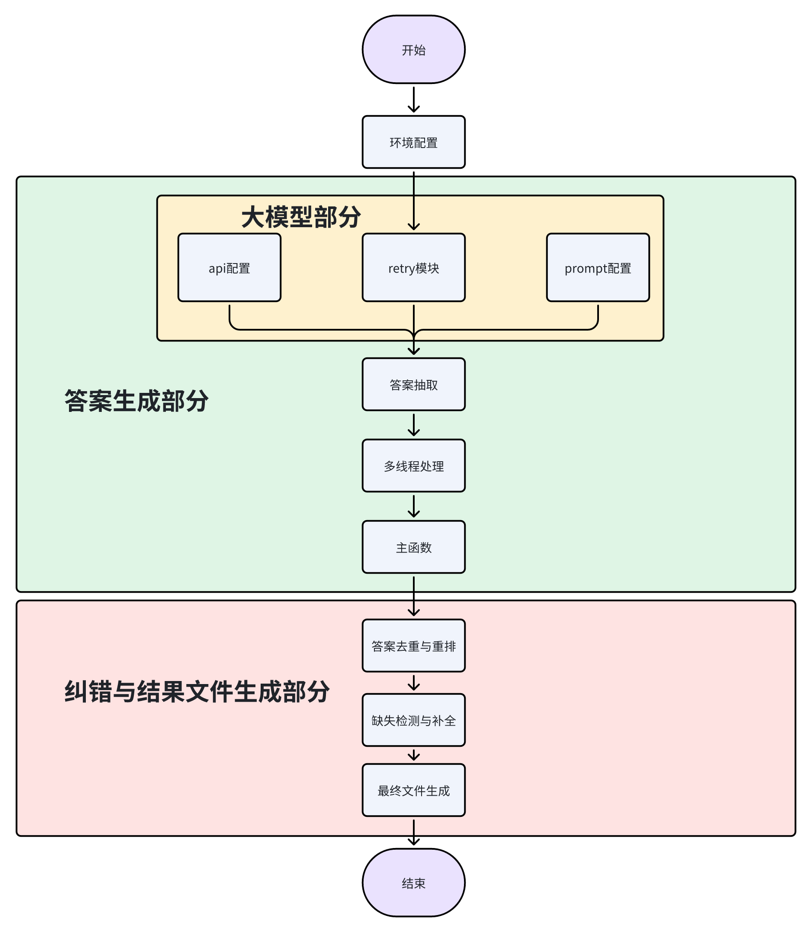 开始
环境配置
大模型部分
api配置
retry模块
prompt配置
答案抽取
答案生成部分
多线程处理
主函数
答案去重与重排
纠错与结果文件生成部分
缺失检测与补全
最终文件生成
结束